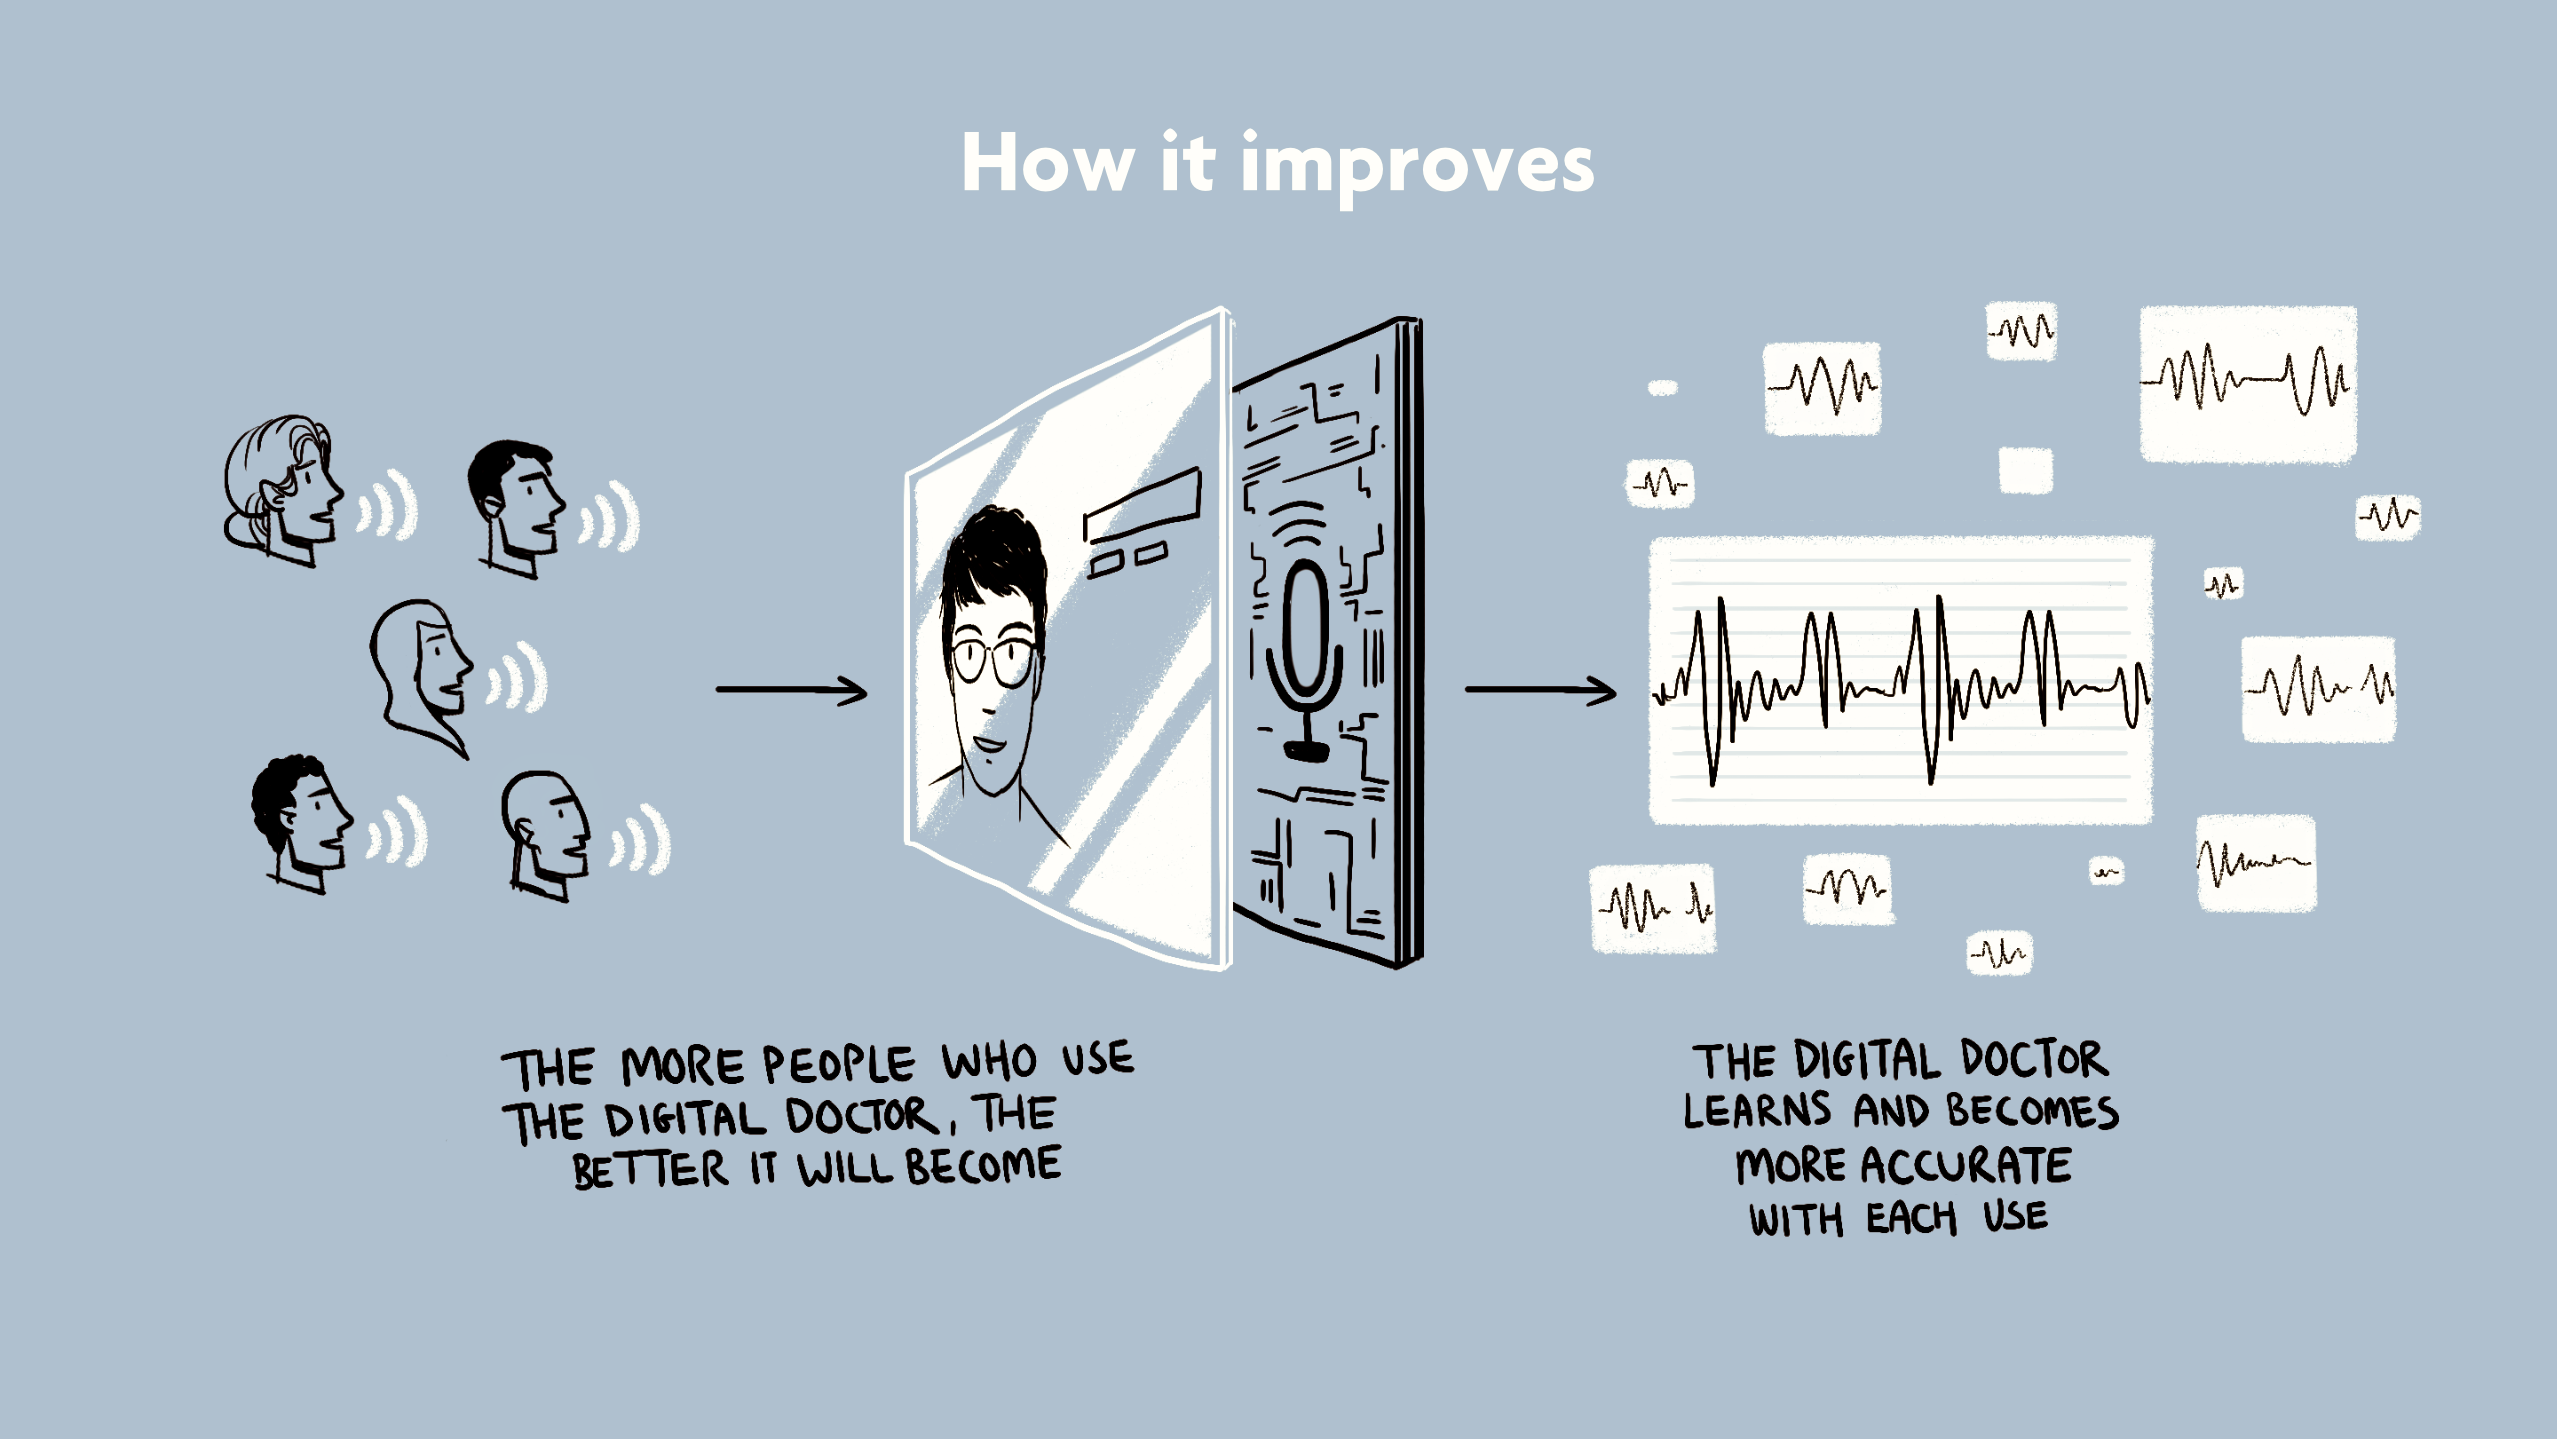 How it improves
THE MORE PEOPLE WHO USE
THE DIGITAL DOCTOR, THE
BETTER IT WILL BECOME
THE DIGITAL DOCTOR
LEARNS AND BECOMES
MORE ACCURATE
WITH EACH USE